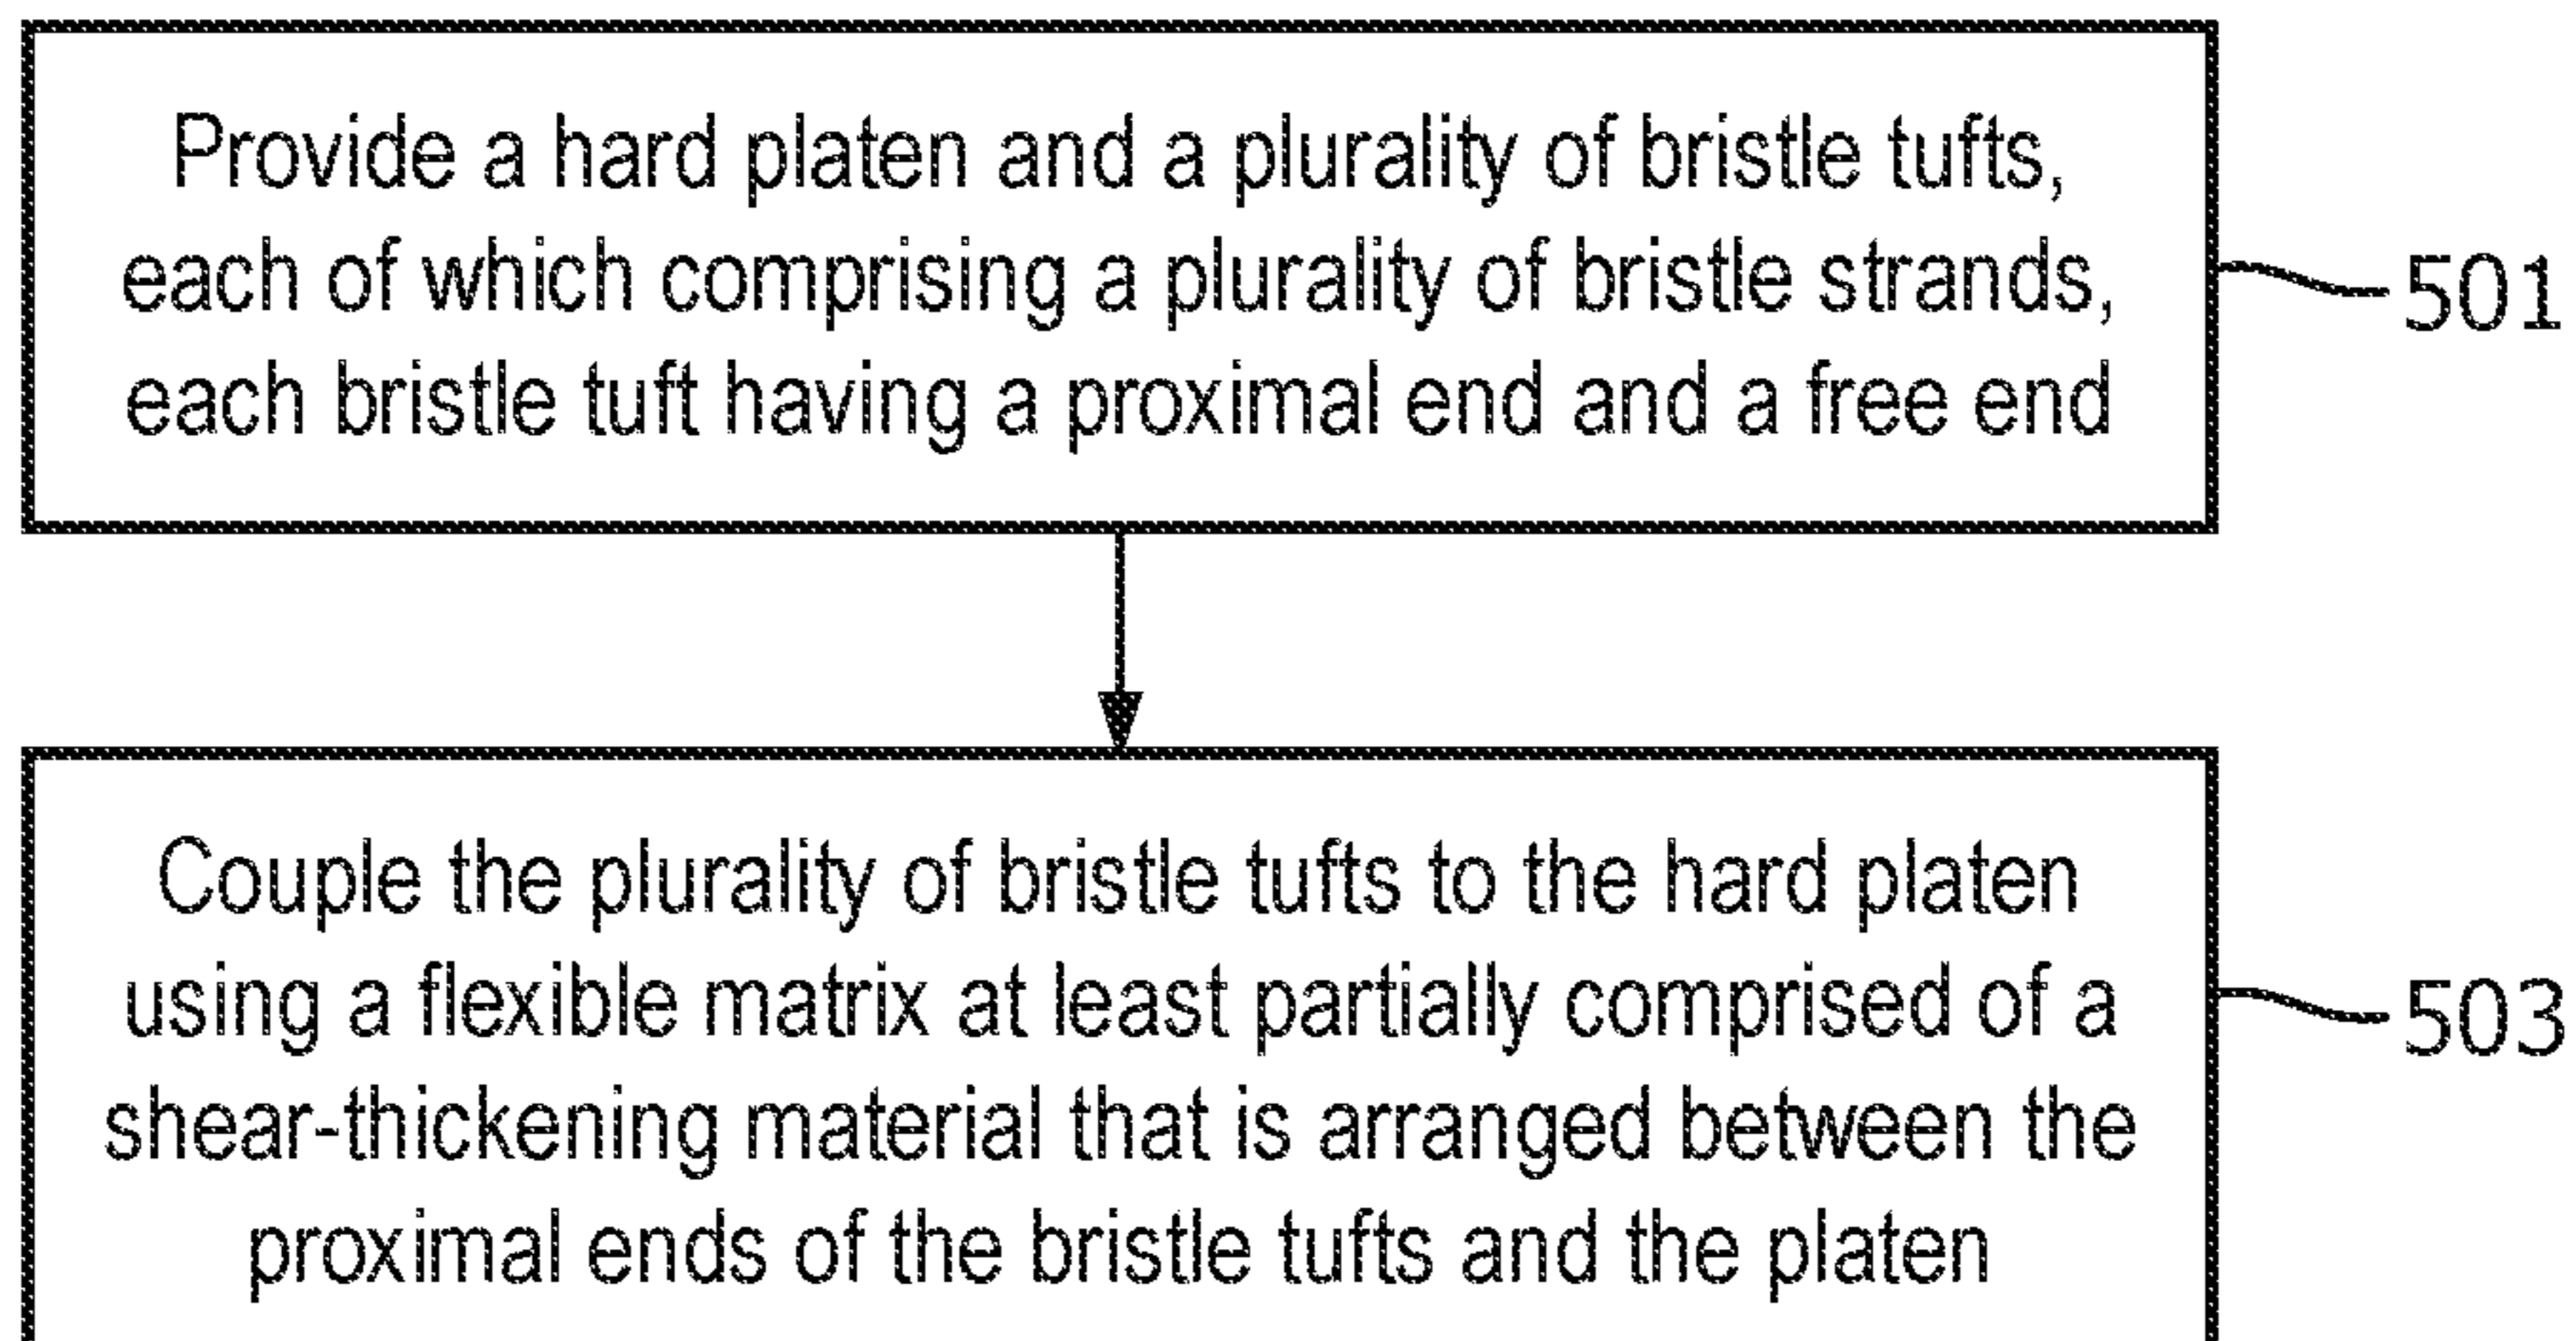 Provide a hard platen and a plurality of bristle tufts,
each of which comprising a plurality of bristle strands,
each bristle tuft having a proximal end and a free end
501
Couple the plurality of bristle tufts to the hard platen
using a flexible matrix at least partially comprised of a
shear-thickening material that is arranged between the
proximal ends of the bristle tufts and the platen
503